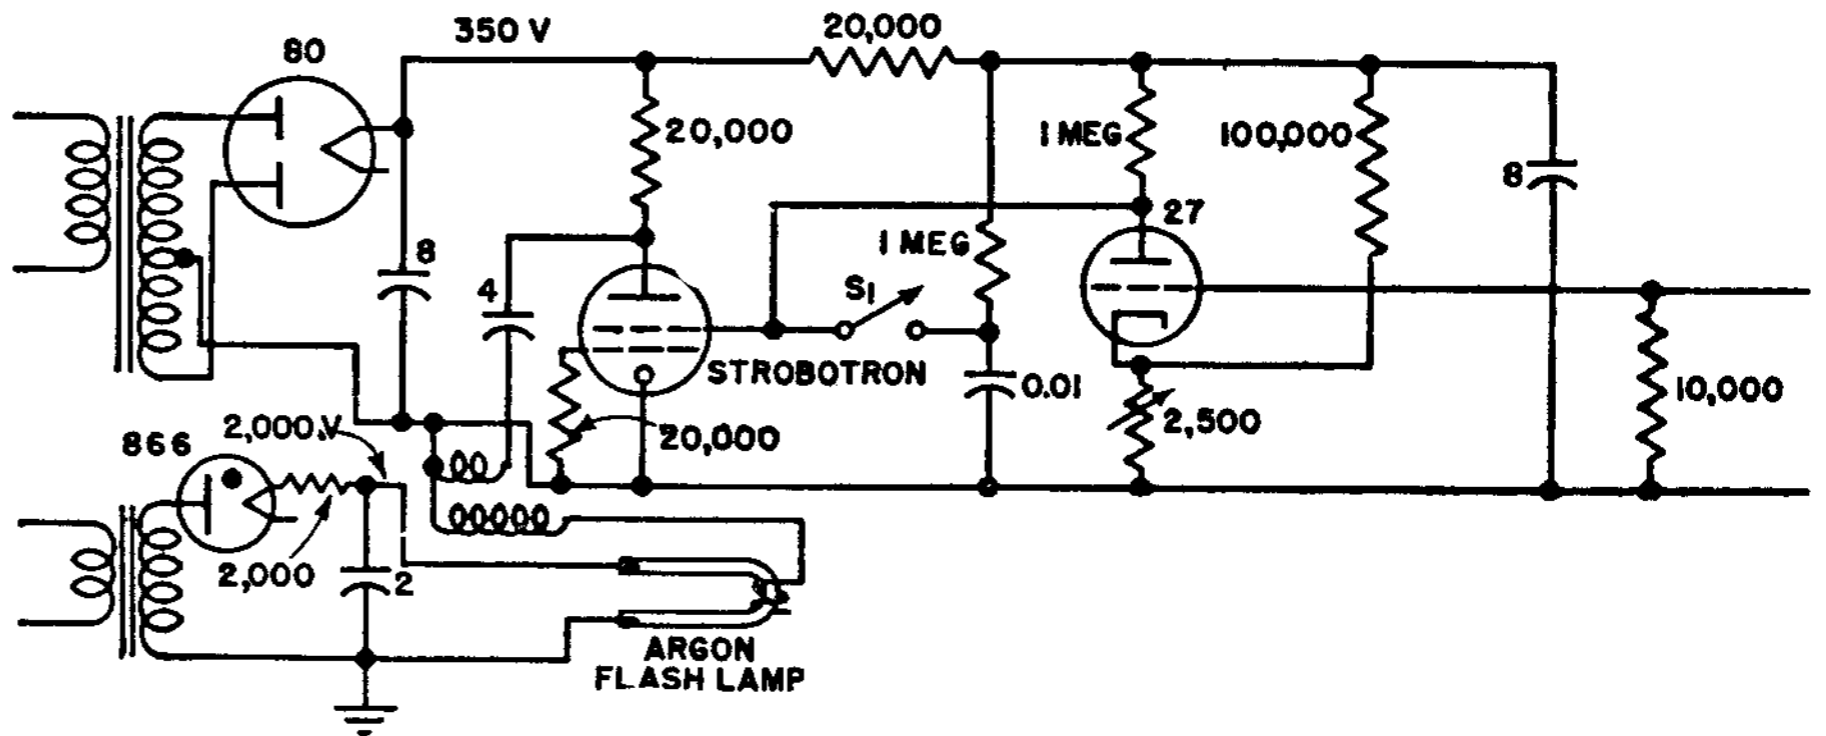 350 V
20,000
80
20,000
1 MEG
100,000
8
27
8
1 MEG
4
S1
STROBOTRON
0.01
10,000
2,500
20,000
2,000 V
866
2,000
2
ARGON
FLASH LAMP